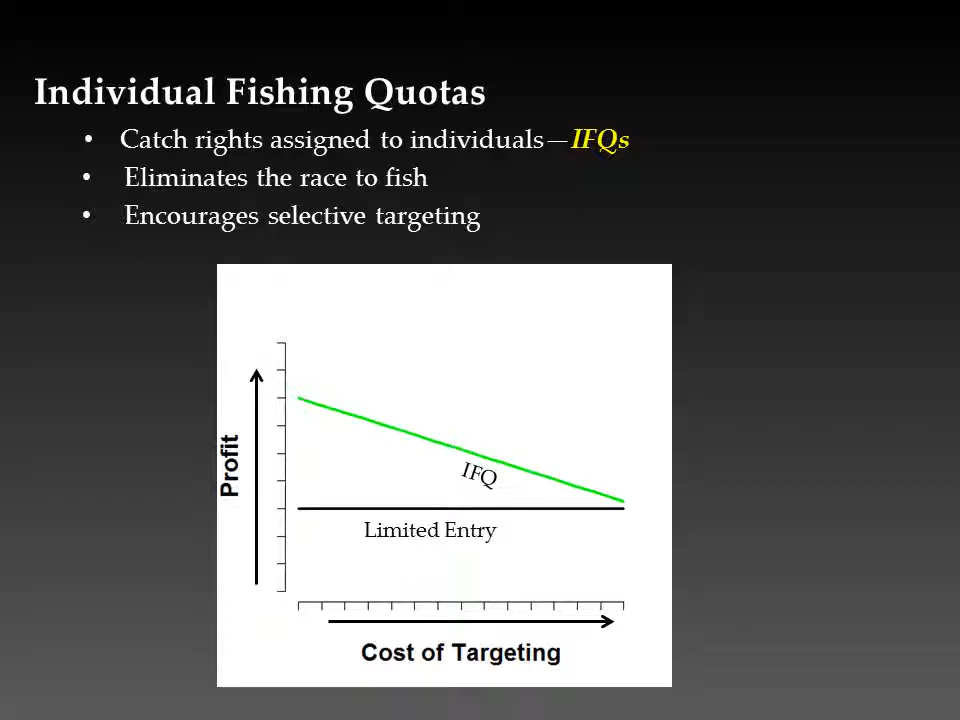 Individual Fishing Quotas
• Catch rights assigned to individuals—IFQs
• Eliminates the race to fish
• Encourages selective targeting
Profit
IFQ
Limited Entry
Cost of Targeting